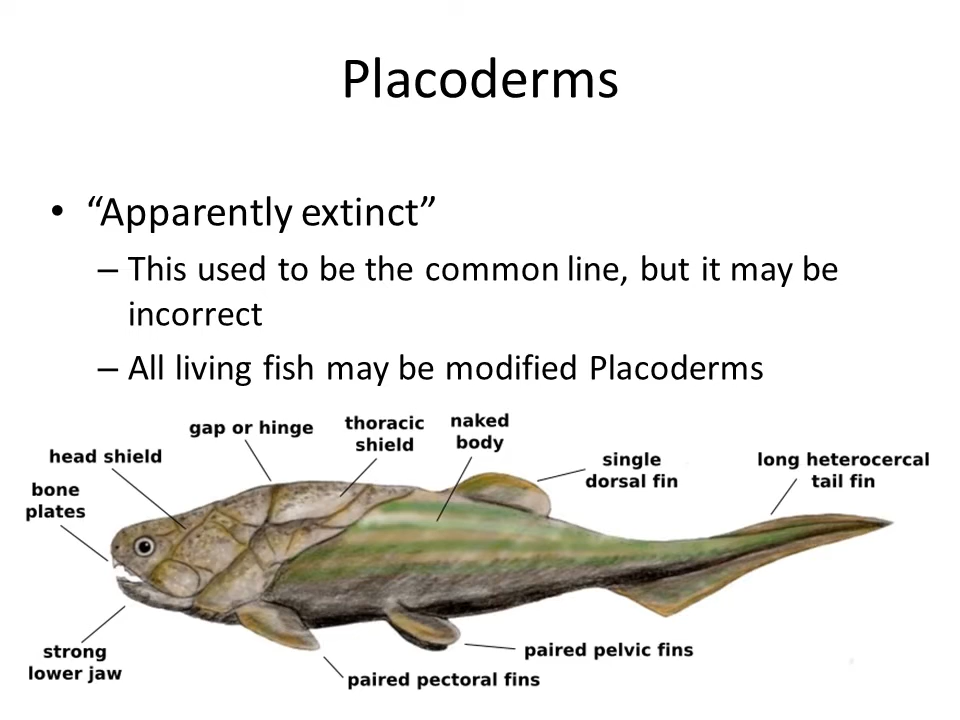 Placoderms
• “Apparently extinct”
– This used to be the common line, but it may be
incorrect
– All living fish may be modified Placoderms
gap or hinge
thoracic
shield
naked
body
head shield
single
dorsal fin
long heterocercal
tail fin
bone
plates
strong
lower jaw
paired pelvic fins
paired pectoral fins